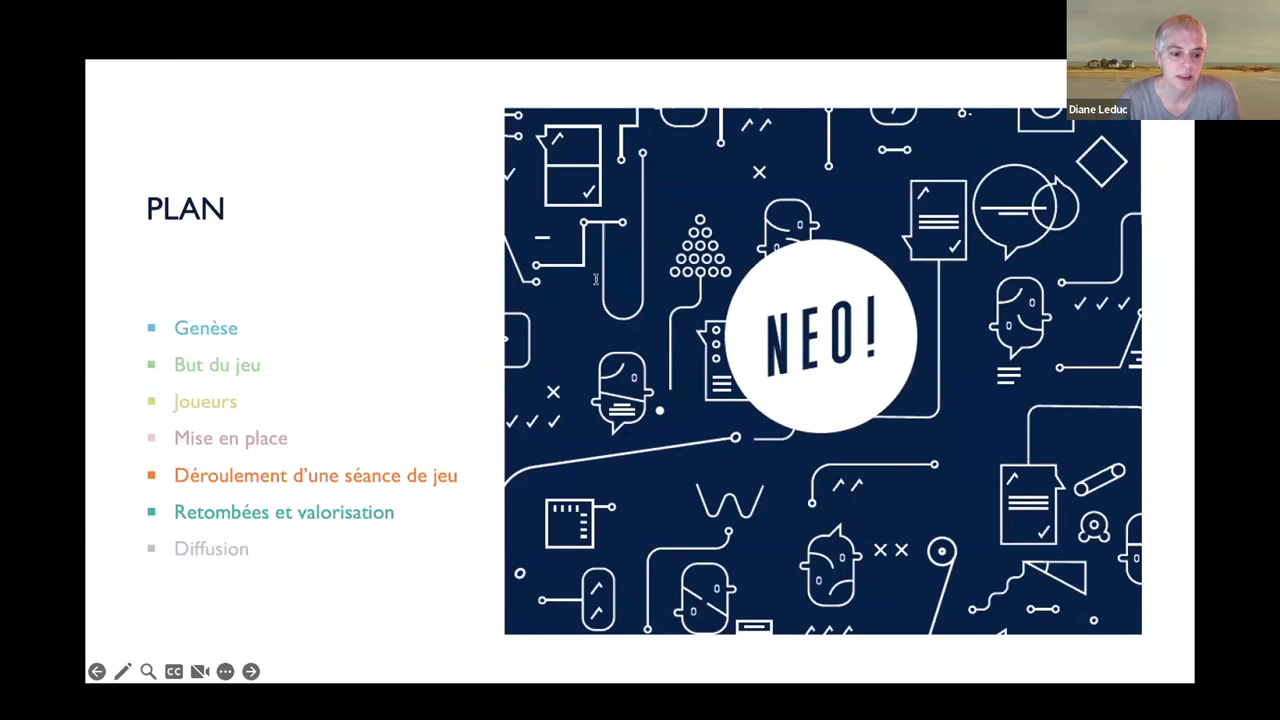 Diane Leduc
PLAN
Genèse
But du jeu
Joueurs
Mise en place
Déroulement d'une séance de jeu
Retombées et valorisation
Diffusion
NEO!
CC